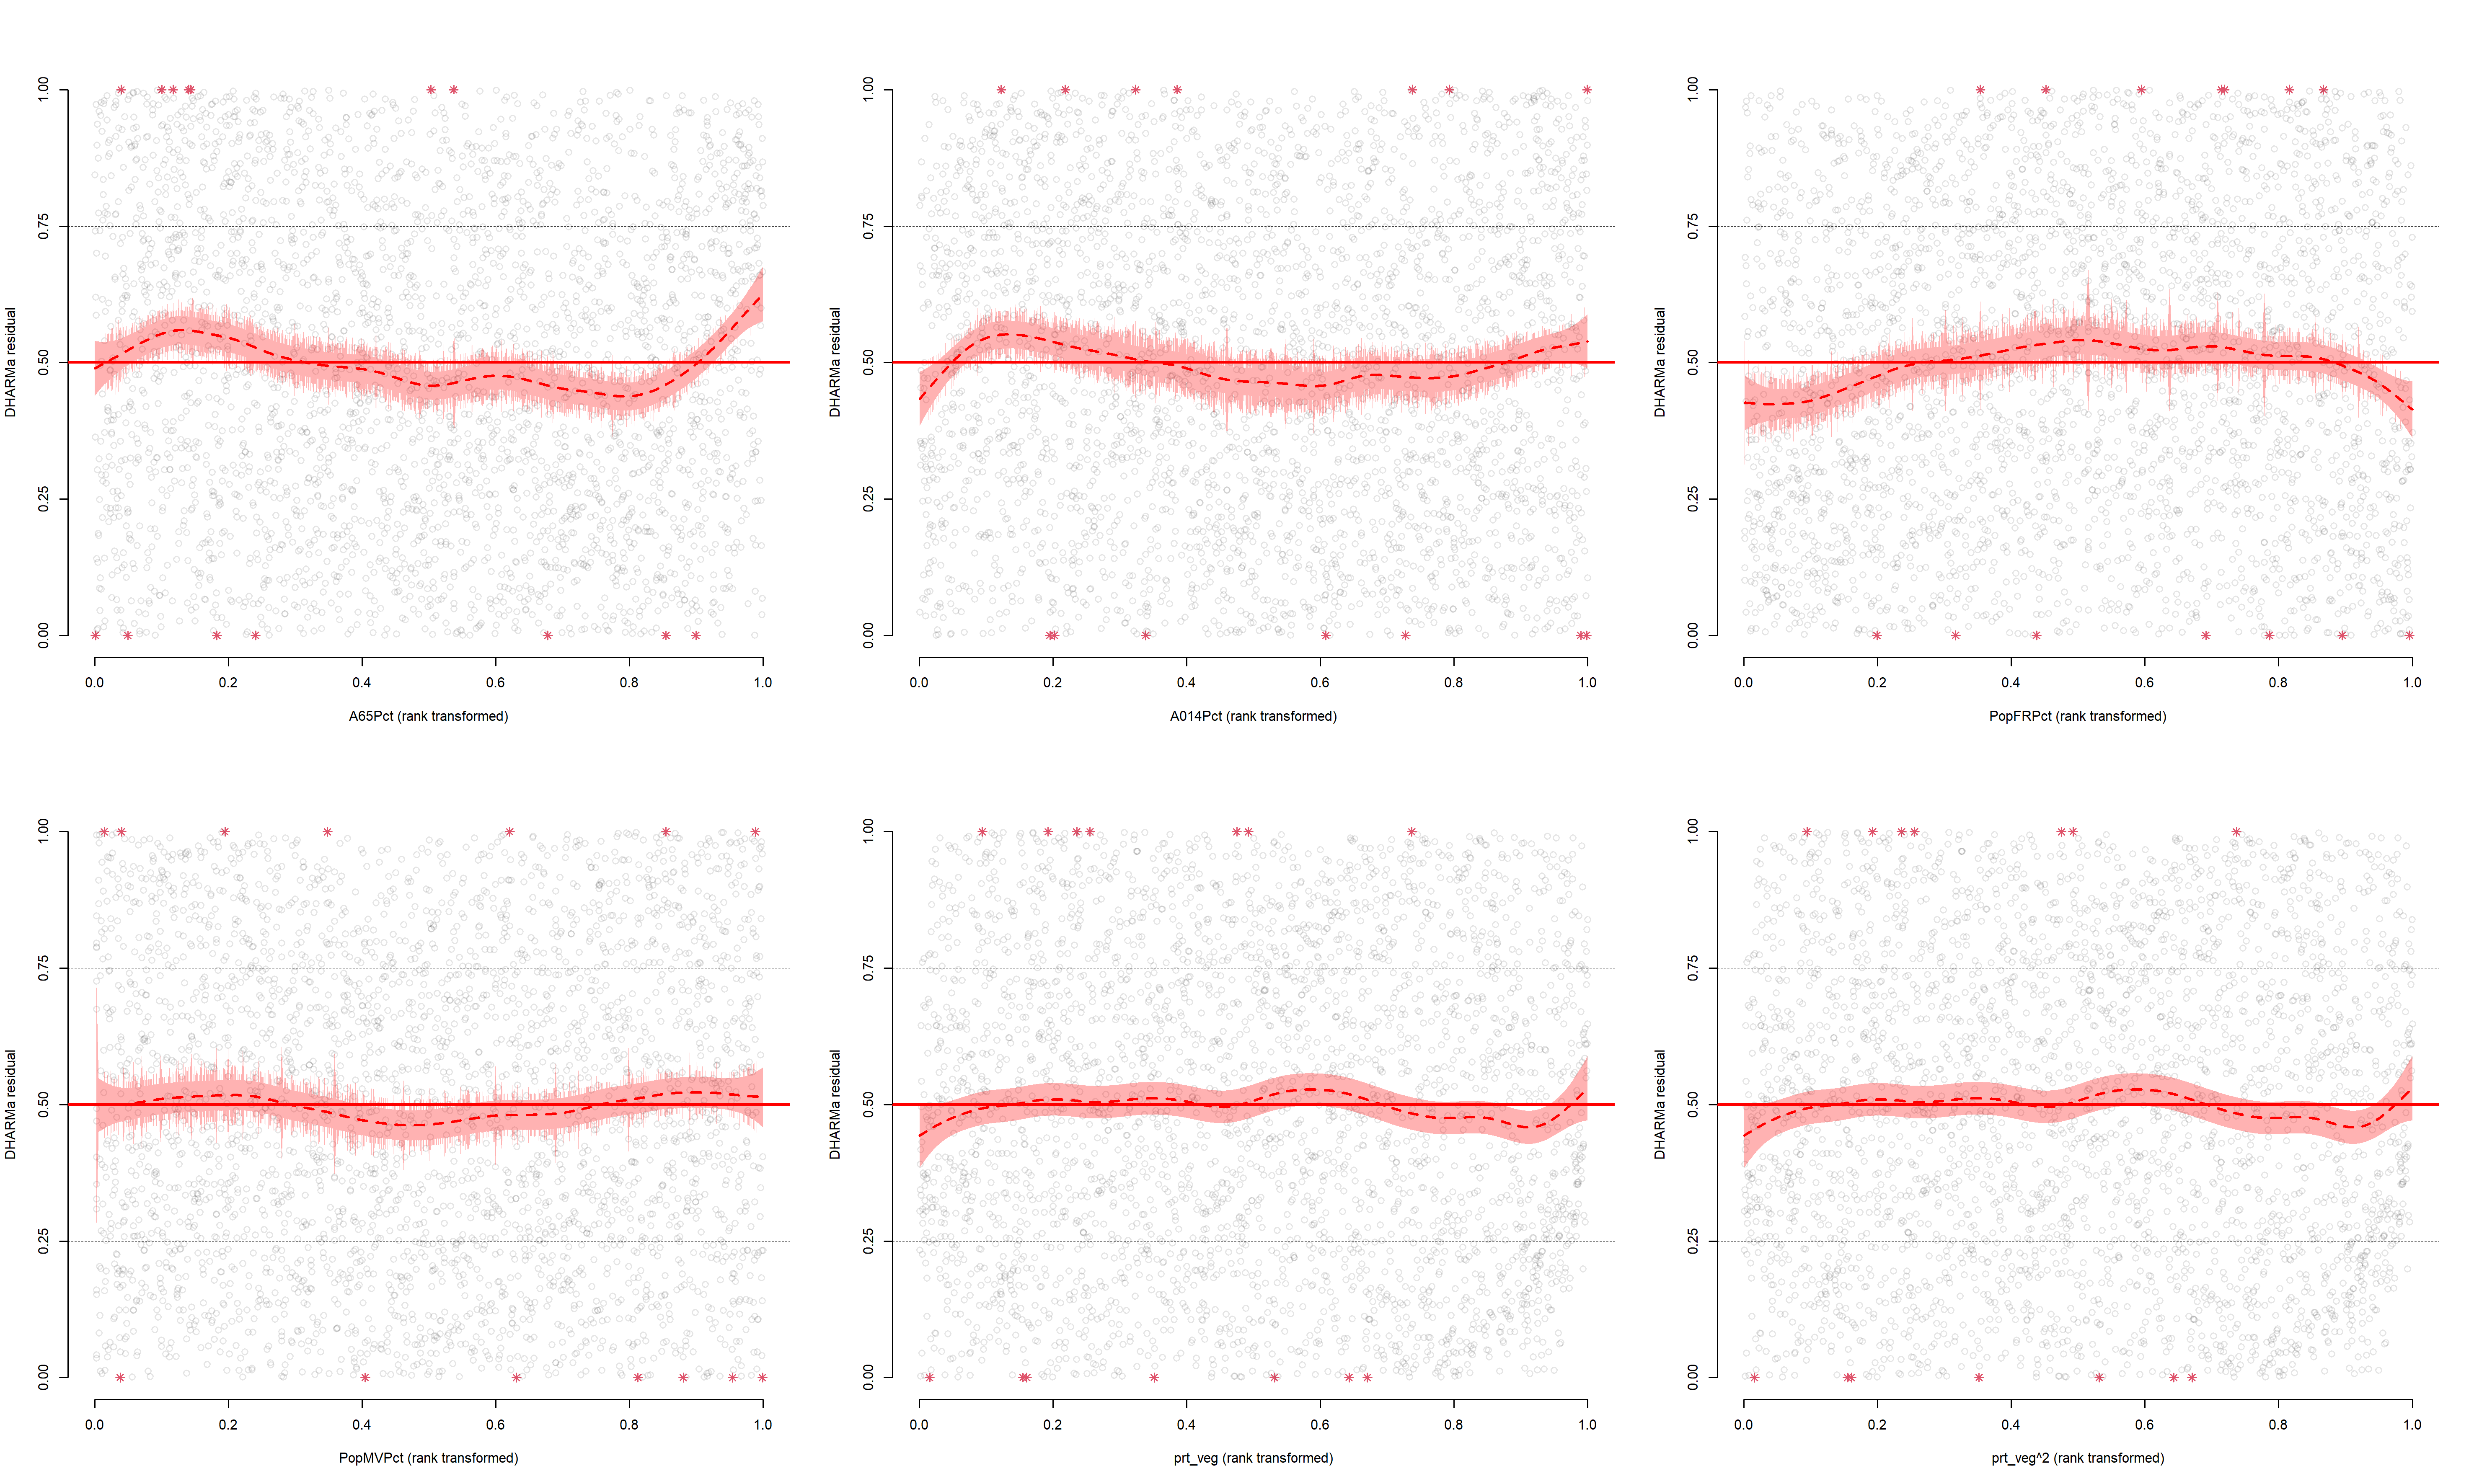 DHARMa residual
1.00
0.75
0.50
0.25
0.00
0.0 0.2 0.4 0.6 0.8 1.0
A65Pct (rank transformed)
DHARMa residual
1.00
0.75
0.50
0.25
0.00
0.0 0.2 0.4 0.6 0.8 1.0
A014Pct (rank transformed)
DHARMa residual
1.00
0.75
0.50
0.25
0.00
0.0 0.2 0.4 0.6 0.8 1.0
PopFRPct (rank transformed)
DHARMa residual
1.00
0.75
0.50
0.25
0.00
0.0 0.2 0.4 0.6 0.8 1.0
PopMVPct (rank transformed)
DHARMa residual
1.00
0.75
0.50
0.25
0.00
0.0 0.2 0.4 0.6 0.8 1.0
prt_veg (rank transformed)
DHARMa residual
1.00
0.75
0.50
0.25
0.00
0.0 0.2 0.4 0.6 0.8 1.0
prt_veg^2 (rank transformed)